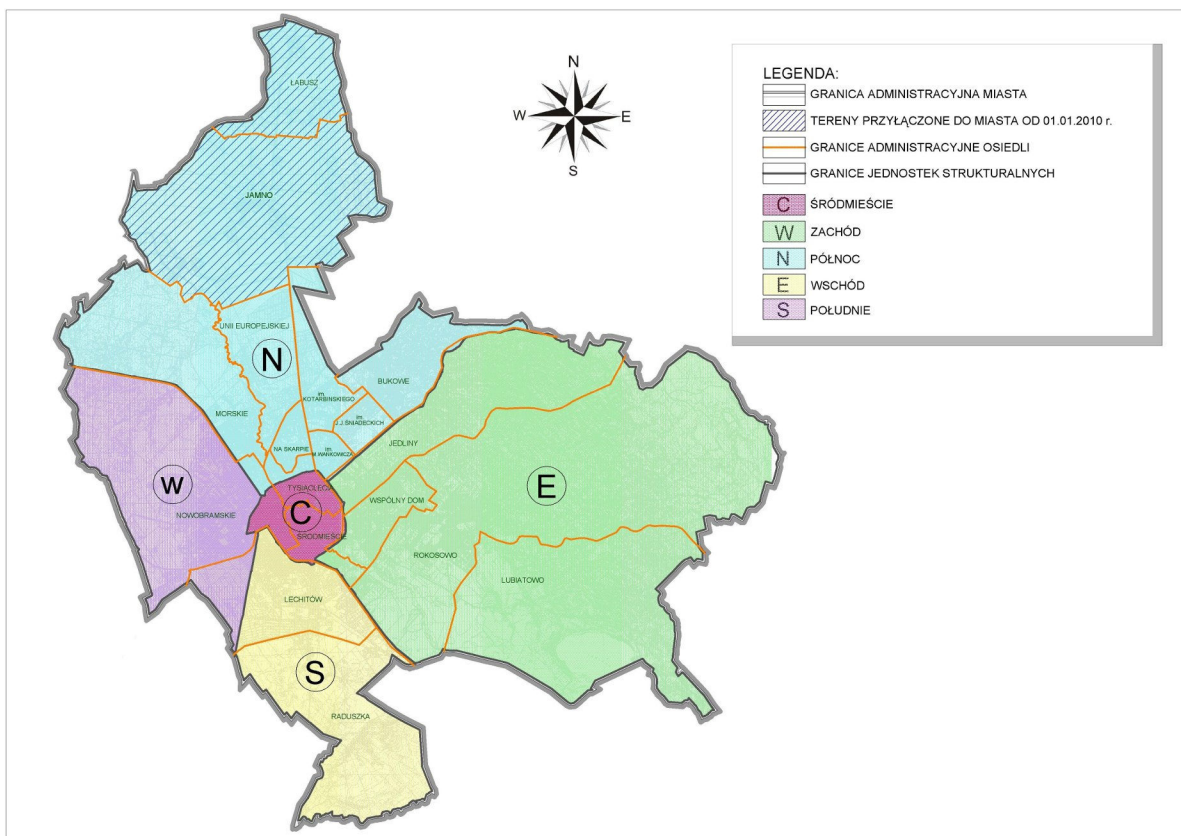 ŁABUSZ
JAMNO
UNII EUROPEJSKIEJ
N
BUKOWE
im.
KOTARBIŃSKIEGO
im.
J.J.ŚNIADECKICH
MORSKIE
NA SKARPIE
im.
M.WAŃKOWICZA
JEDLINY
TYSIĄCLECIA
WSPÓLNY DOM
W
NOWOBRAMSKIE
C
E
ŚRÓDMIEŚCIE
ROKOSOWO
LUBIATOWO
LECHITÓW
S
RADUSZKA
N
W
E
S
LEGENDA:
GRANICA ADMINISTRACYJNA MIASTA
TERENY PRZYŁĄCZONE DO MIASTA OD 01.01.2010 r.
GRANICE ADMINISTRACYJNE OSIEDLI
GRANICE JEDNOSTEK STRUKTURALNYCH
C ŚRÓDMIEŚCIE
W ZACHÓD
N PÓŁNOC
E WSCHÓD
S POŁUDNIE